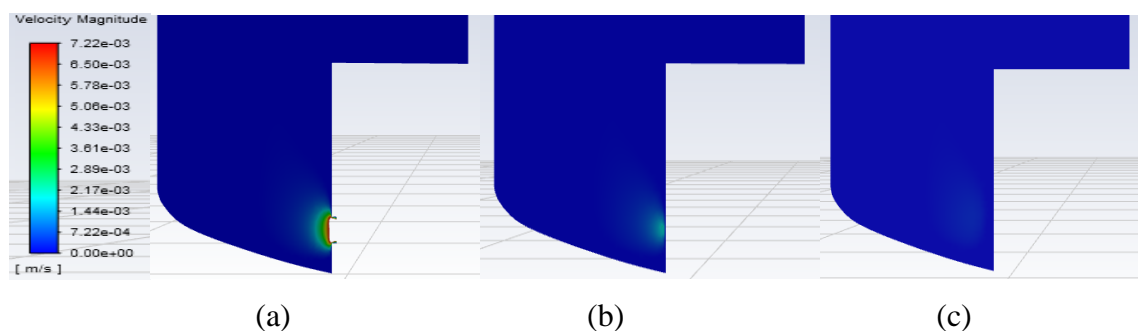 Velocity Magnitude
7.22e-03
6.50e-03
5.78e-03
5.06e-03
4.33e-03
3.61e-03
2.89e-03
2.17e-03
1.44e-03
7.22e-04
0.00e+00
[ m/s ]
(a) (b) (c)